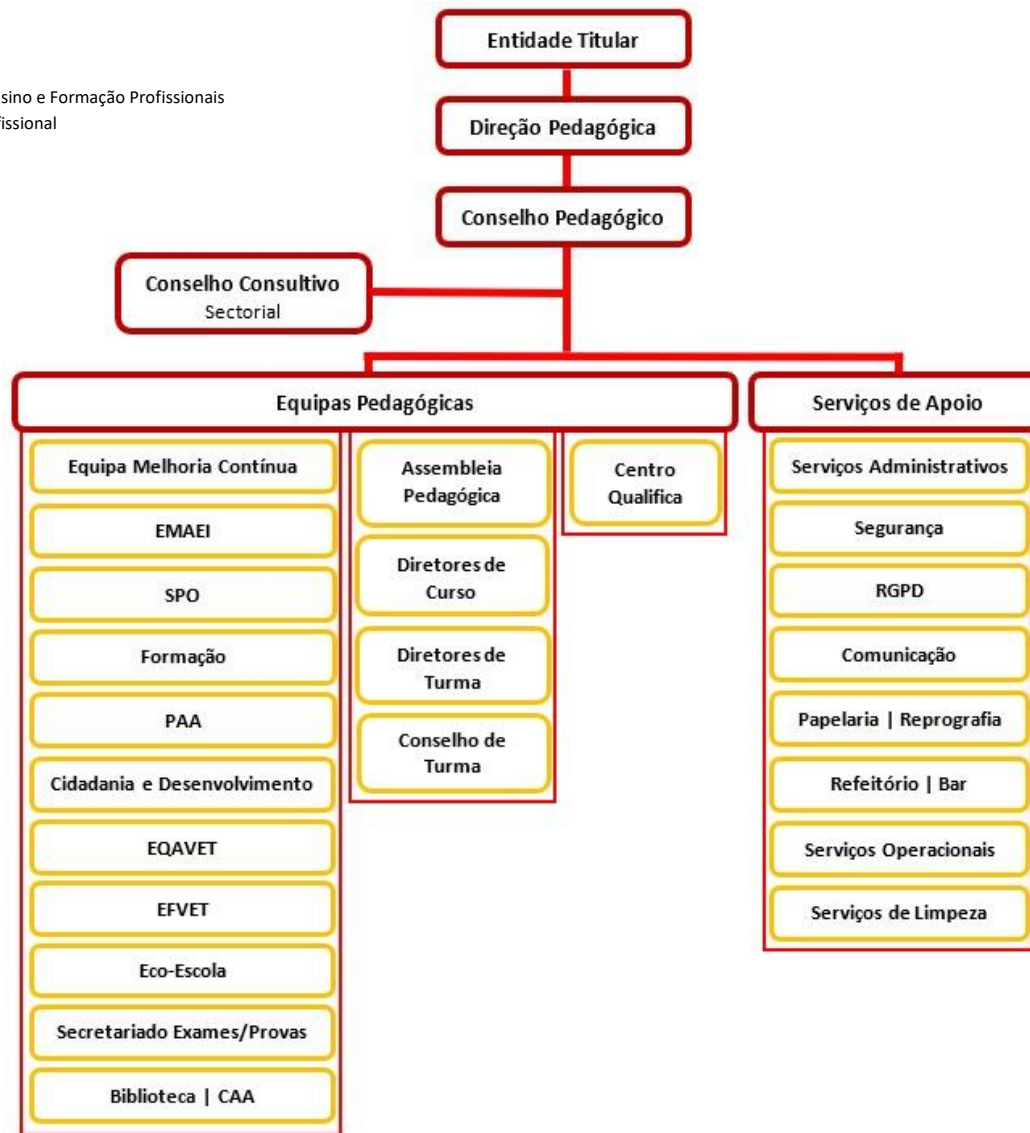 Entidade Titular
sino e Formação Profissionais
fissional
Direção Pedagógica
Conselho Pedagógico
Conselho Consultivo
Sectorial
Equipas Pedagógicas
Equipa Melhoria Contínua
EMAEI
SPO
Formação
PAA
Cidadania e Desenvolvimento
EQAVET
EFVET
Eco-Escola
Secretariado Exames/Provas
Biblioteca | CAA
Assembleia
Pedagógica
Diretores de
Curso
Diretores de
Turma
Conselho de
Turma
Centro
Qualifica
Serviços de Apoio
Serviços Administrativos
Segurança
RGPD
Comunicação
Papelaria | Reprografia
Refeitório | Bar
Serviços Operacionais
Serviços de Limpeza